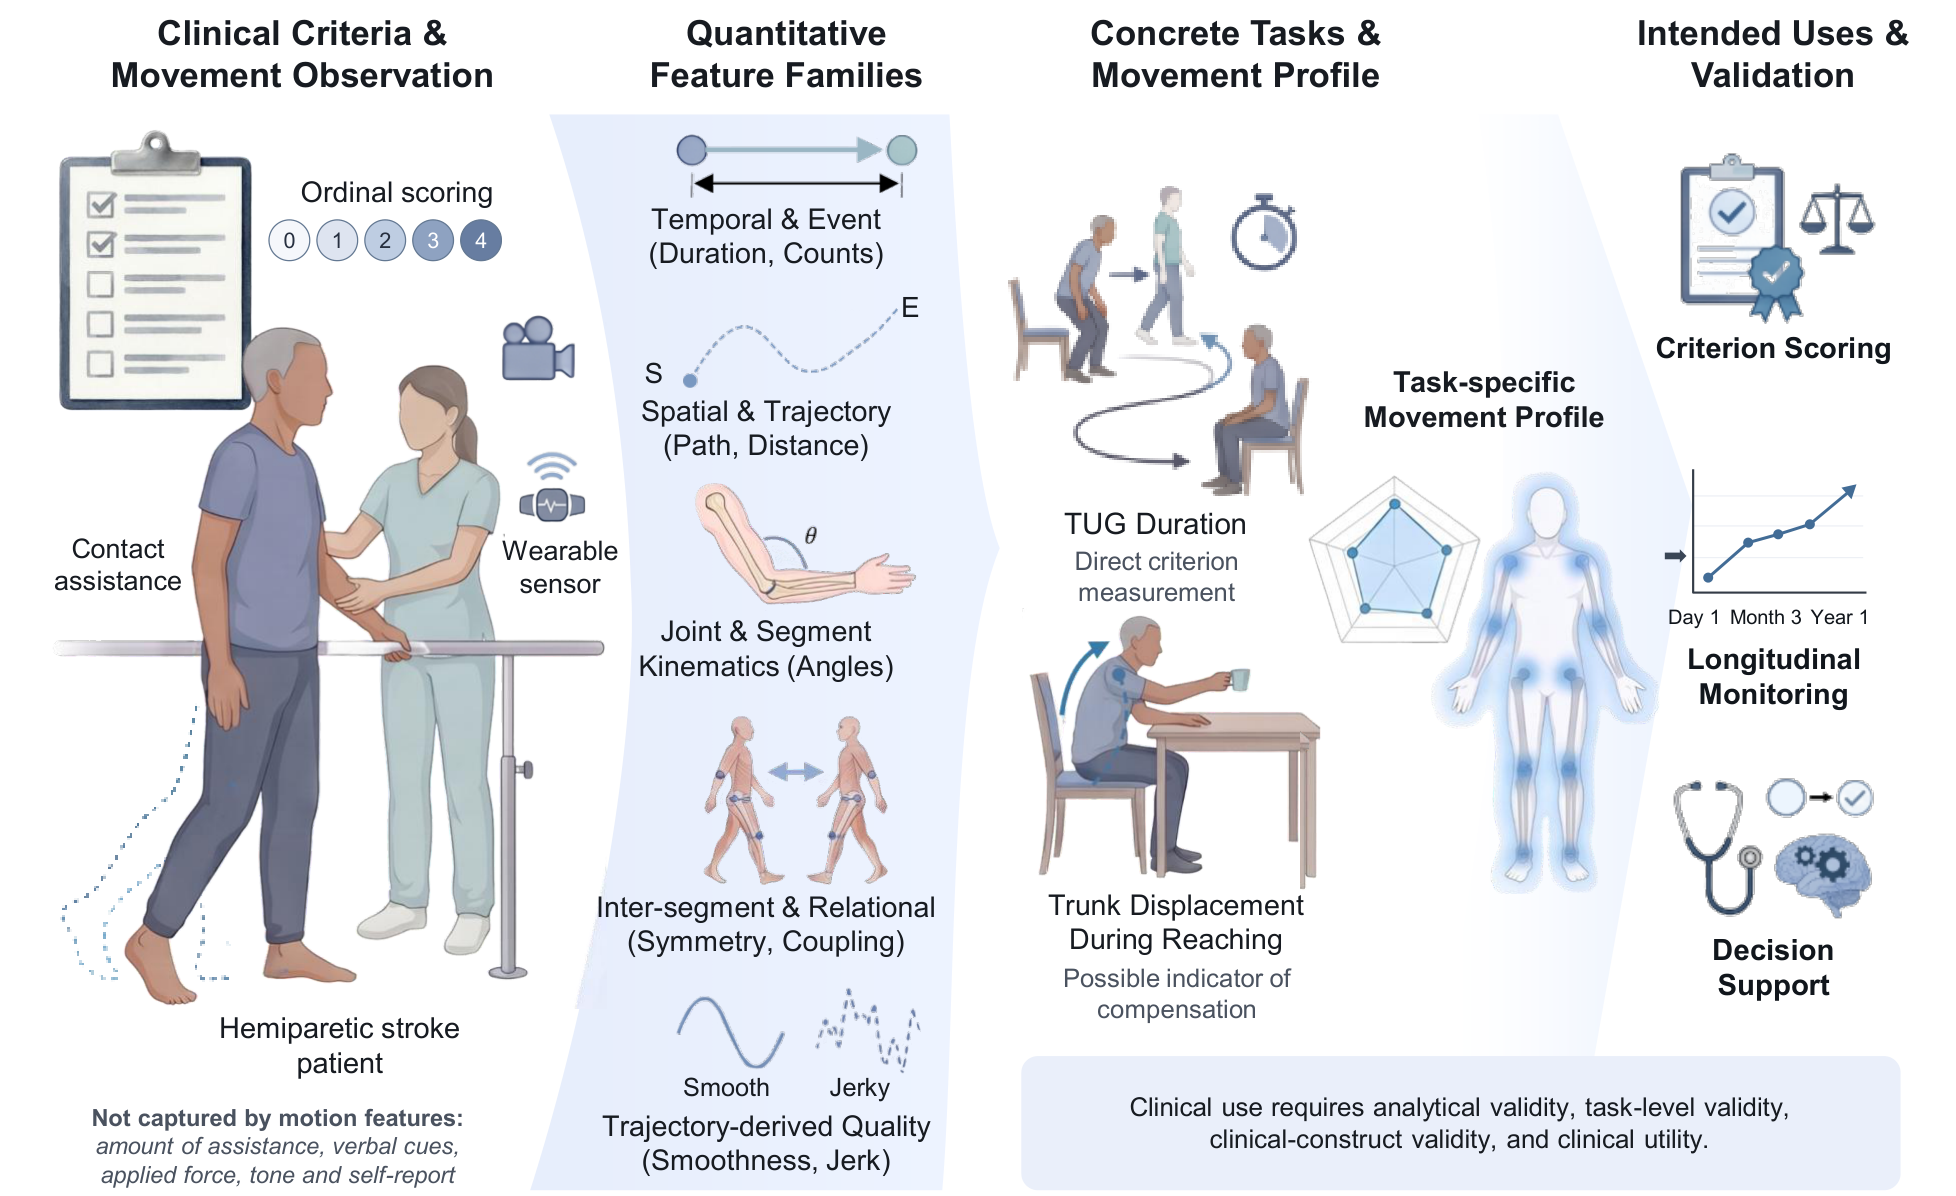 Clinical Criteria &
Movement Observation
Ordinal scoring
0 1 2 3 4
Contact
assistance
Wearable
sensor
Hemiparetic stroke
patient
Not captured by motion features:
amount of assistance, verbal cues,
applied force, tone and self-report
Quantitative
Feature Families
Temporal & Event
(Duration, Counts)
S
E
Spatial & Trajectory
(Path, Distance)
θ
Joint & Segment
Kinematics (Angles)
Inter-segment & Relational
(Symmetry, Coupling)
Smooth
Jerky
Trajectory-derived Quality
(Smoothness, Jerk)
Concrete Tasks &
Movement Profile
TUG Duration
Direct criterion
measurement
Trunk Displacement
During Reaching
Possible indicator of
compensation
Task-specific
Movement Profile
Intended Uses &
Validation
Criterion Scoring
Day 1 Month 3 Year 1
Longitudinal
Monitoring
Decision
Support
Clinical use requires analytical validity, task-level validity,
clinical-construct validity, and clinical utility.